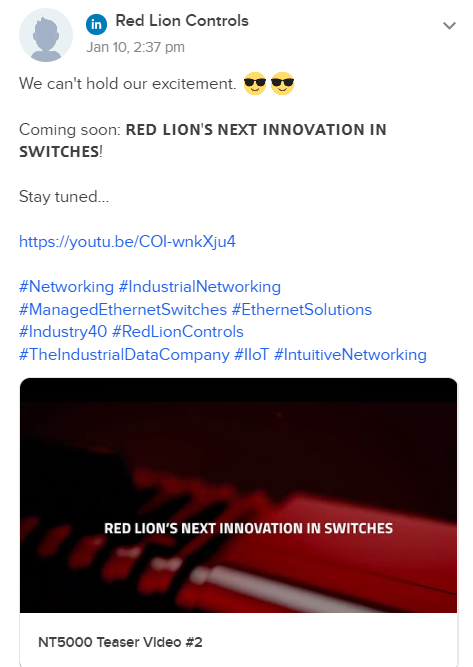 in Red Lion Controls
Jan 10, 2:37 pm
We can't hold our excitement. 😎😎
Coming soon: RED LION'S NEXT INNOVATION IN
SWITCHES!
Stay tuned...
https://youtu.be/COI-wnkXju4
#Networking #IndustrialNetworking
#ManagedEthernetSwitches #EthernetSolutions
#Industry40 #RedLionControls
#TheIndustrialDataCompany #IIoT #IntuitiveNetworking
RED LION'S NEXT INNOVATION IN SWITCHES
NT5000 Teaser Video #2